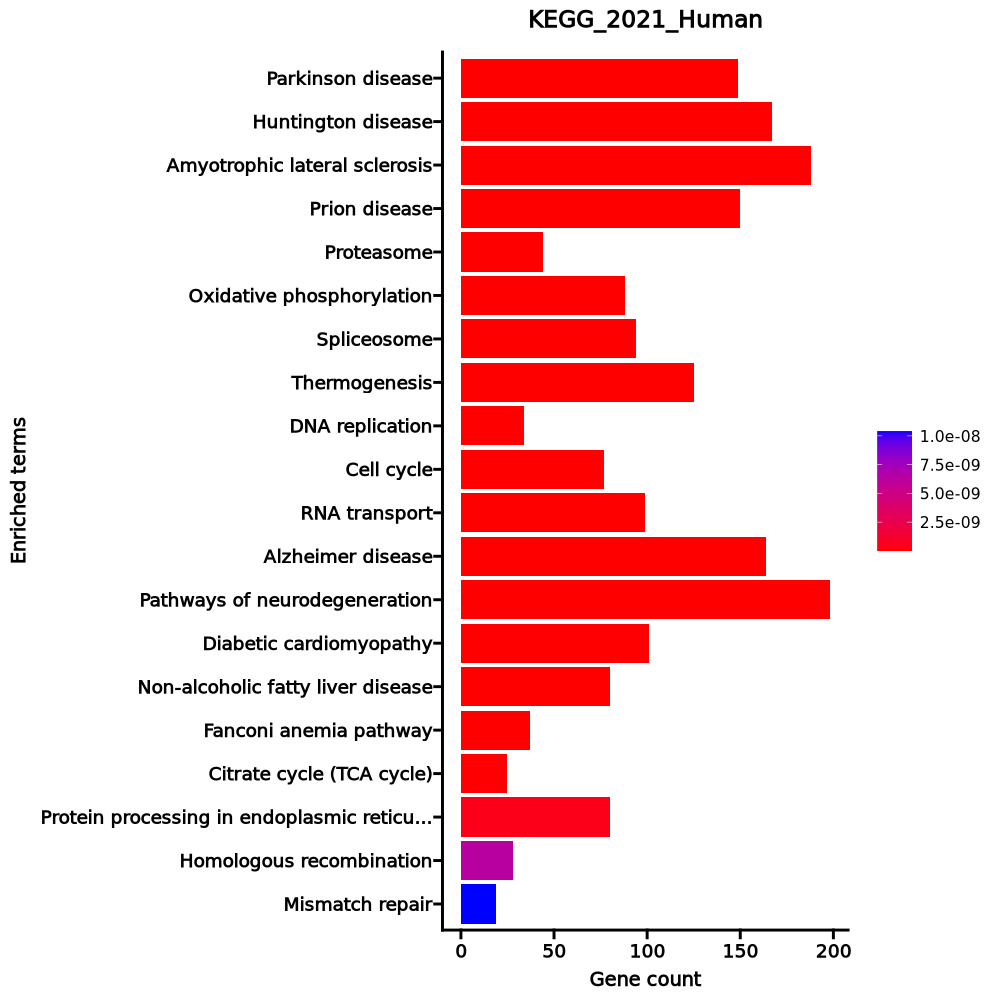 KEGG_2021_Human
Parkinson disease
Huntington disease
Amyotrophic lateral sclerosis
Prion disease
Proteasome
Oxidative phosphorylation
Spliceosome
Thermogenesis
DNA replication
Cell cycle
RNA transport
Alzheimer disease
Pathways of neurodegeneration
Diabetic cardiomyopathy
Non-alcoholic fatty liver disease
Fanconi anemia pathway
Citrate cycle (TCA cycle)
Protein processing in endoplasmic reticu...
Homologous recombination
Mismatch repair
Enriched terms
0 50 100 150 200
Gene count
1.0e-08
7.5e-09
5.0e-09
2.5e-09